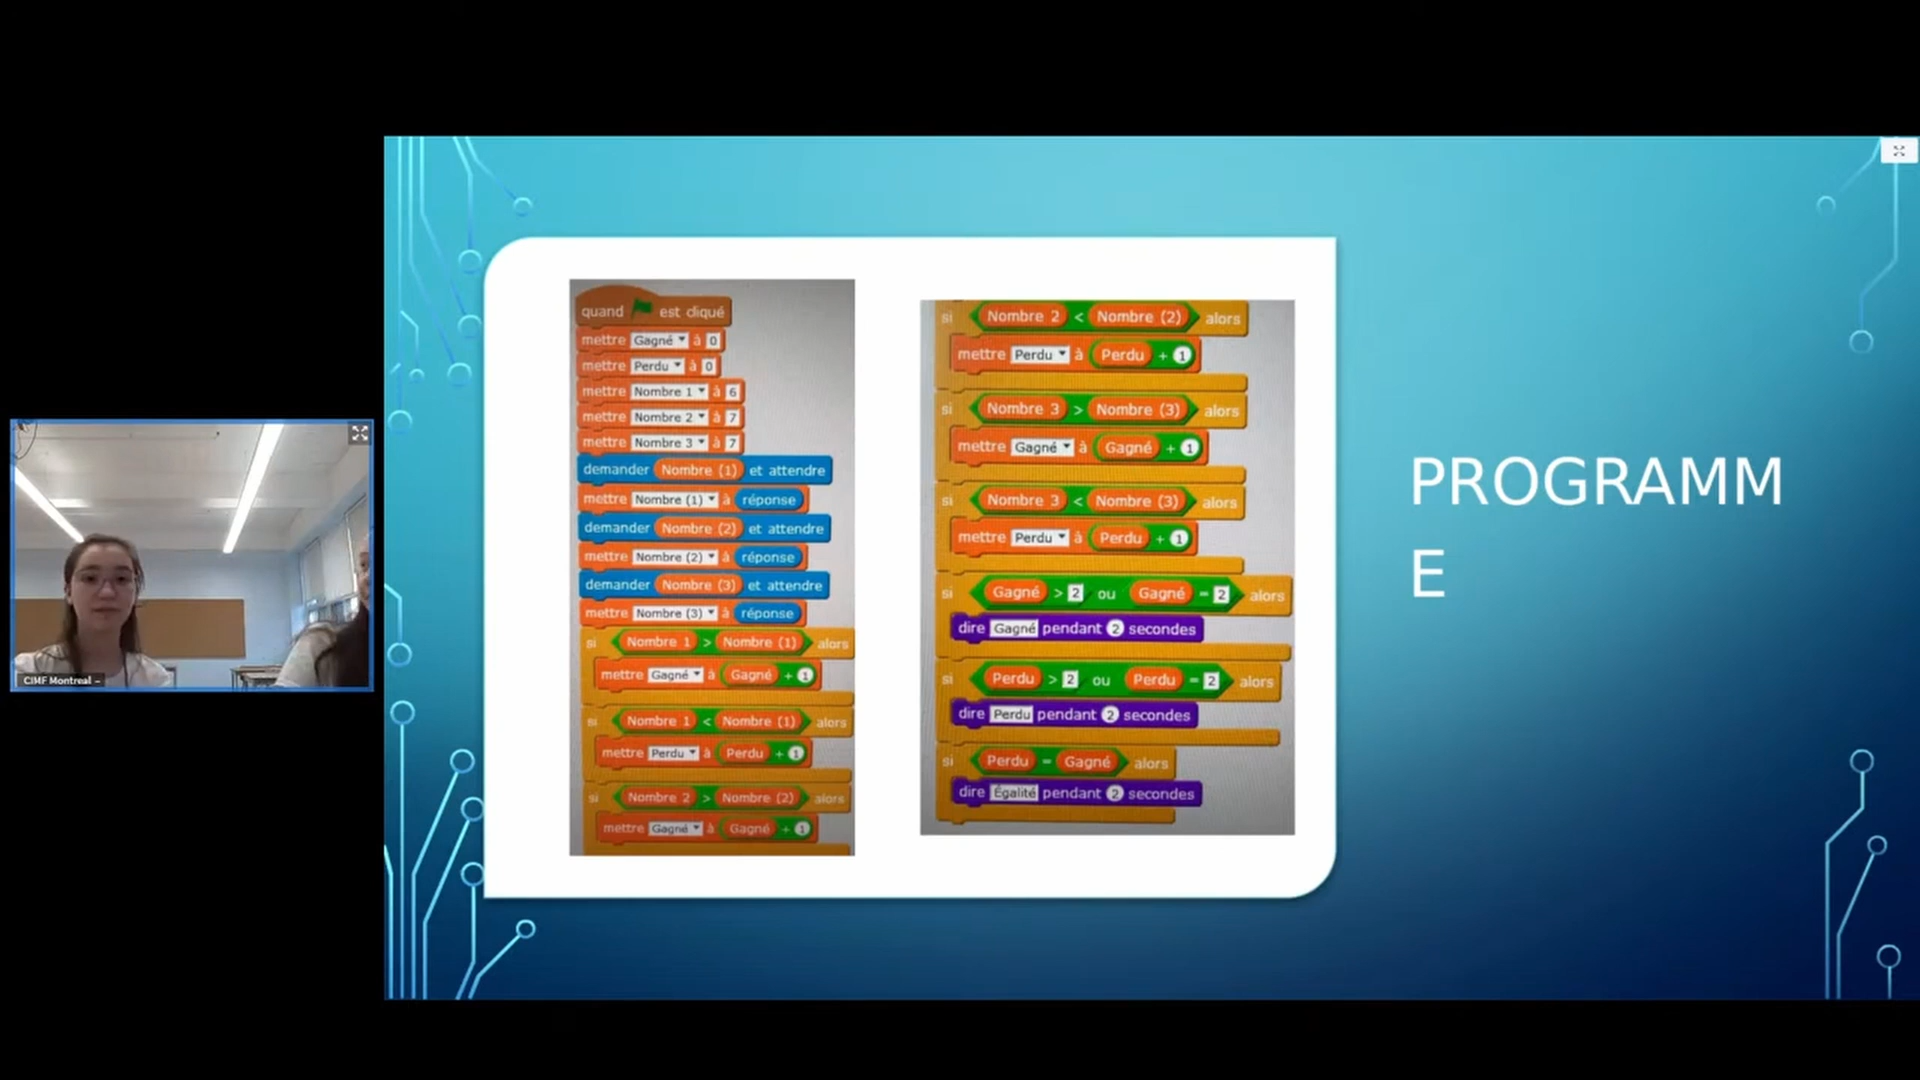 quand est cliqué
mettre Gagné à 0
mettre Perdu à 0
mettre Nombre 1 à 6
mettre Nombre 2 à 7
mettre Nombre 3 à 7
demander Nombre (1) et attendre
mettre Nombre (1) à réponse
demander Nombre (2) et attendre
mettre Nombre (2) à réponse
demander Nombre (3) et attendre
mettre Nombre (3) à réponse
si Nombre 1 > Nombre (1) alors
mettre Gagné à Gagné + 1
si Nombre 1 < Nombre (1) alors
mettre Perdu à Perdu + 1
si Nombre 2 > Nombre (2) alors
mettre Gagné à Gagné + 1
si Nombre 2 < Nombre (2) alors
mettre Perdu à Perdu + 1
si Nombre 3 > Nombre (3) alors
mettre Gagné à Gagné + 1
si Nombre 3 < Nombre (3) alors
mettre Perdu à Perdu + 1
si Gagné > 2 ou Gagné = 2 alors
dire Gagné pendant 2 secondes
si Perdu > 2 ou Perdu = 2 alors
dire Perdu pendant 2 secondes
si Perdu = Gagné alors
dire Égalité pendant 2 secondes
PROGRAMM
E
CIMF Montreal –